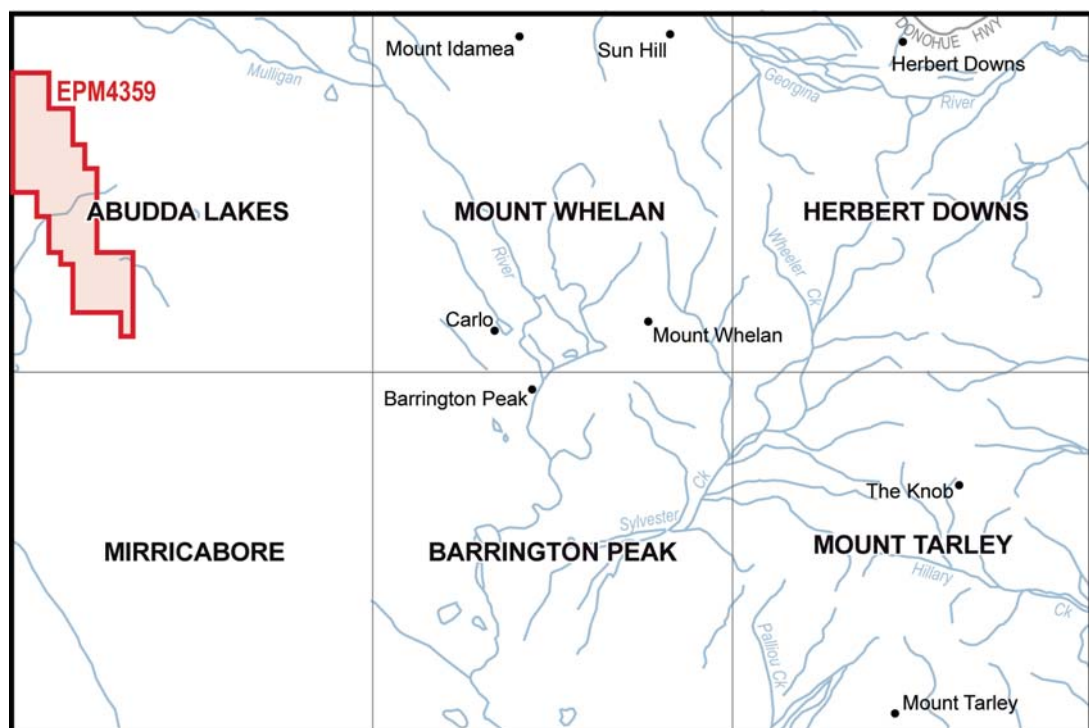 DONOHUE HWY
Mount Idamea
Sun Hill
Herbert Downs
Mulligan
Georgina
River
EPM4359
ABUDDA LAKES
MOUNT WHELAN
HERBERT DOWNS
River
Wheeler
Ck
Carlo
Mount Whelan
Barrington Peak
Ck
The Knob
Sylvester
MIRRICABORE
BARRINGTON PEAK
MOUNT TARLEY
Hillary
Ck
Palliou Ck
Mount Tarley